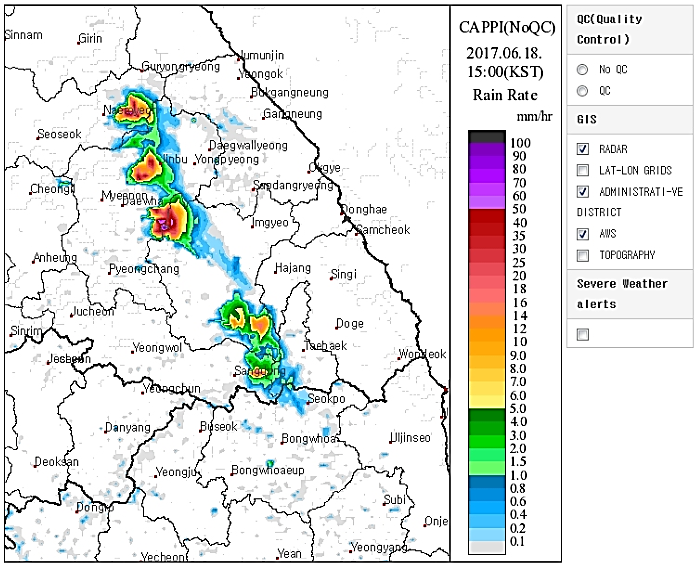 Sinnam
Girin
Jumunjin
Guryongryeong
Yeongok
Bukgangneung
Gangneung
Seoseok
Daegwallyeong
Jinbu
Yongpyeong
Okgye
Cheongil
Sapdangryeong
Myeonon
Daewha
Donghae
Imgyeo
Samcheok
Anheung
Pyeongchang
Hajang
Singi
Jucheon
Sinrim
Doge
Yeongwol
Taebaek
Wondeok
Jecheon
Sangdong
Yeongchun
Seokpo
Danyang
Buseok
Bongwhoa
Uljinseo
Deoksan
Yeongju
Bongwhoaeup
Subi
Dongro
Onje
Yeongyang
Yecheon
Yean
CAPPI(NoQC)
2017.06.18.
15:00(KST)
Rain Rate
mm/hr
100
90
80
70
60
50
40
35
30
25
20
18
16
14
12
10
9.0
8.0
7.0
6.0
5.0
4.0
3.0
2.0
1.5
1.0
0.8
0.6
0.4
0.2
0.1
QC(Quality
Control)
No QC
QC
GIS
RADAR
LAT-LON GRIDS
ADMINISTRATI-VE
DISTRICT
AWS
TOPOGRAPHY
Severe Weather
alerts